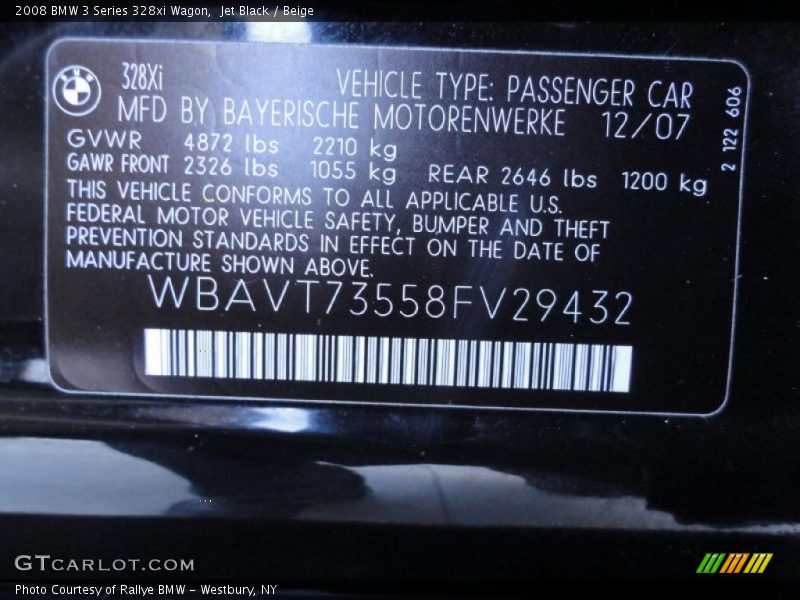 2008 BMW 3 Series 328xi Wagon,  Jet Black / Beige
BMW
328Xi
VEHICLE TYPE: PASSENGER CAR
MFD BY BAYERISCHE MOTORENWERKE 12/07
GVWR 4872 lbs 2210 kg
GAWR FRONT 2326 lbs 1055 kg REAR 2646 lbs 1200 kg
THIS VEHICLE CONFORMS TO ALL APPLICABLE U.S.
FEDERAL MOTOR VEHICLE SAFETY, BUMPER AND THEFT
PREVENTION STANDARDS IN EFFECT ON THE DATE OF
MANUFACTURE SHOWN ABOVE.
WBAVT73558FV29432
2 122 606
GTCARLOT.COM
Photo Courtesy of Rallye BMW - Westbury, NY